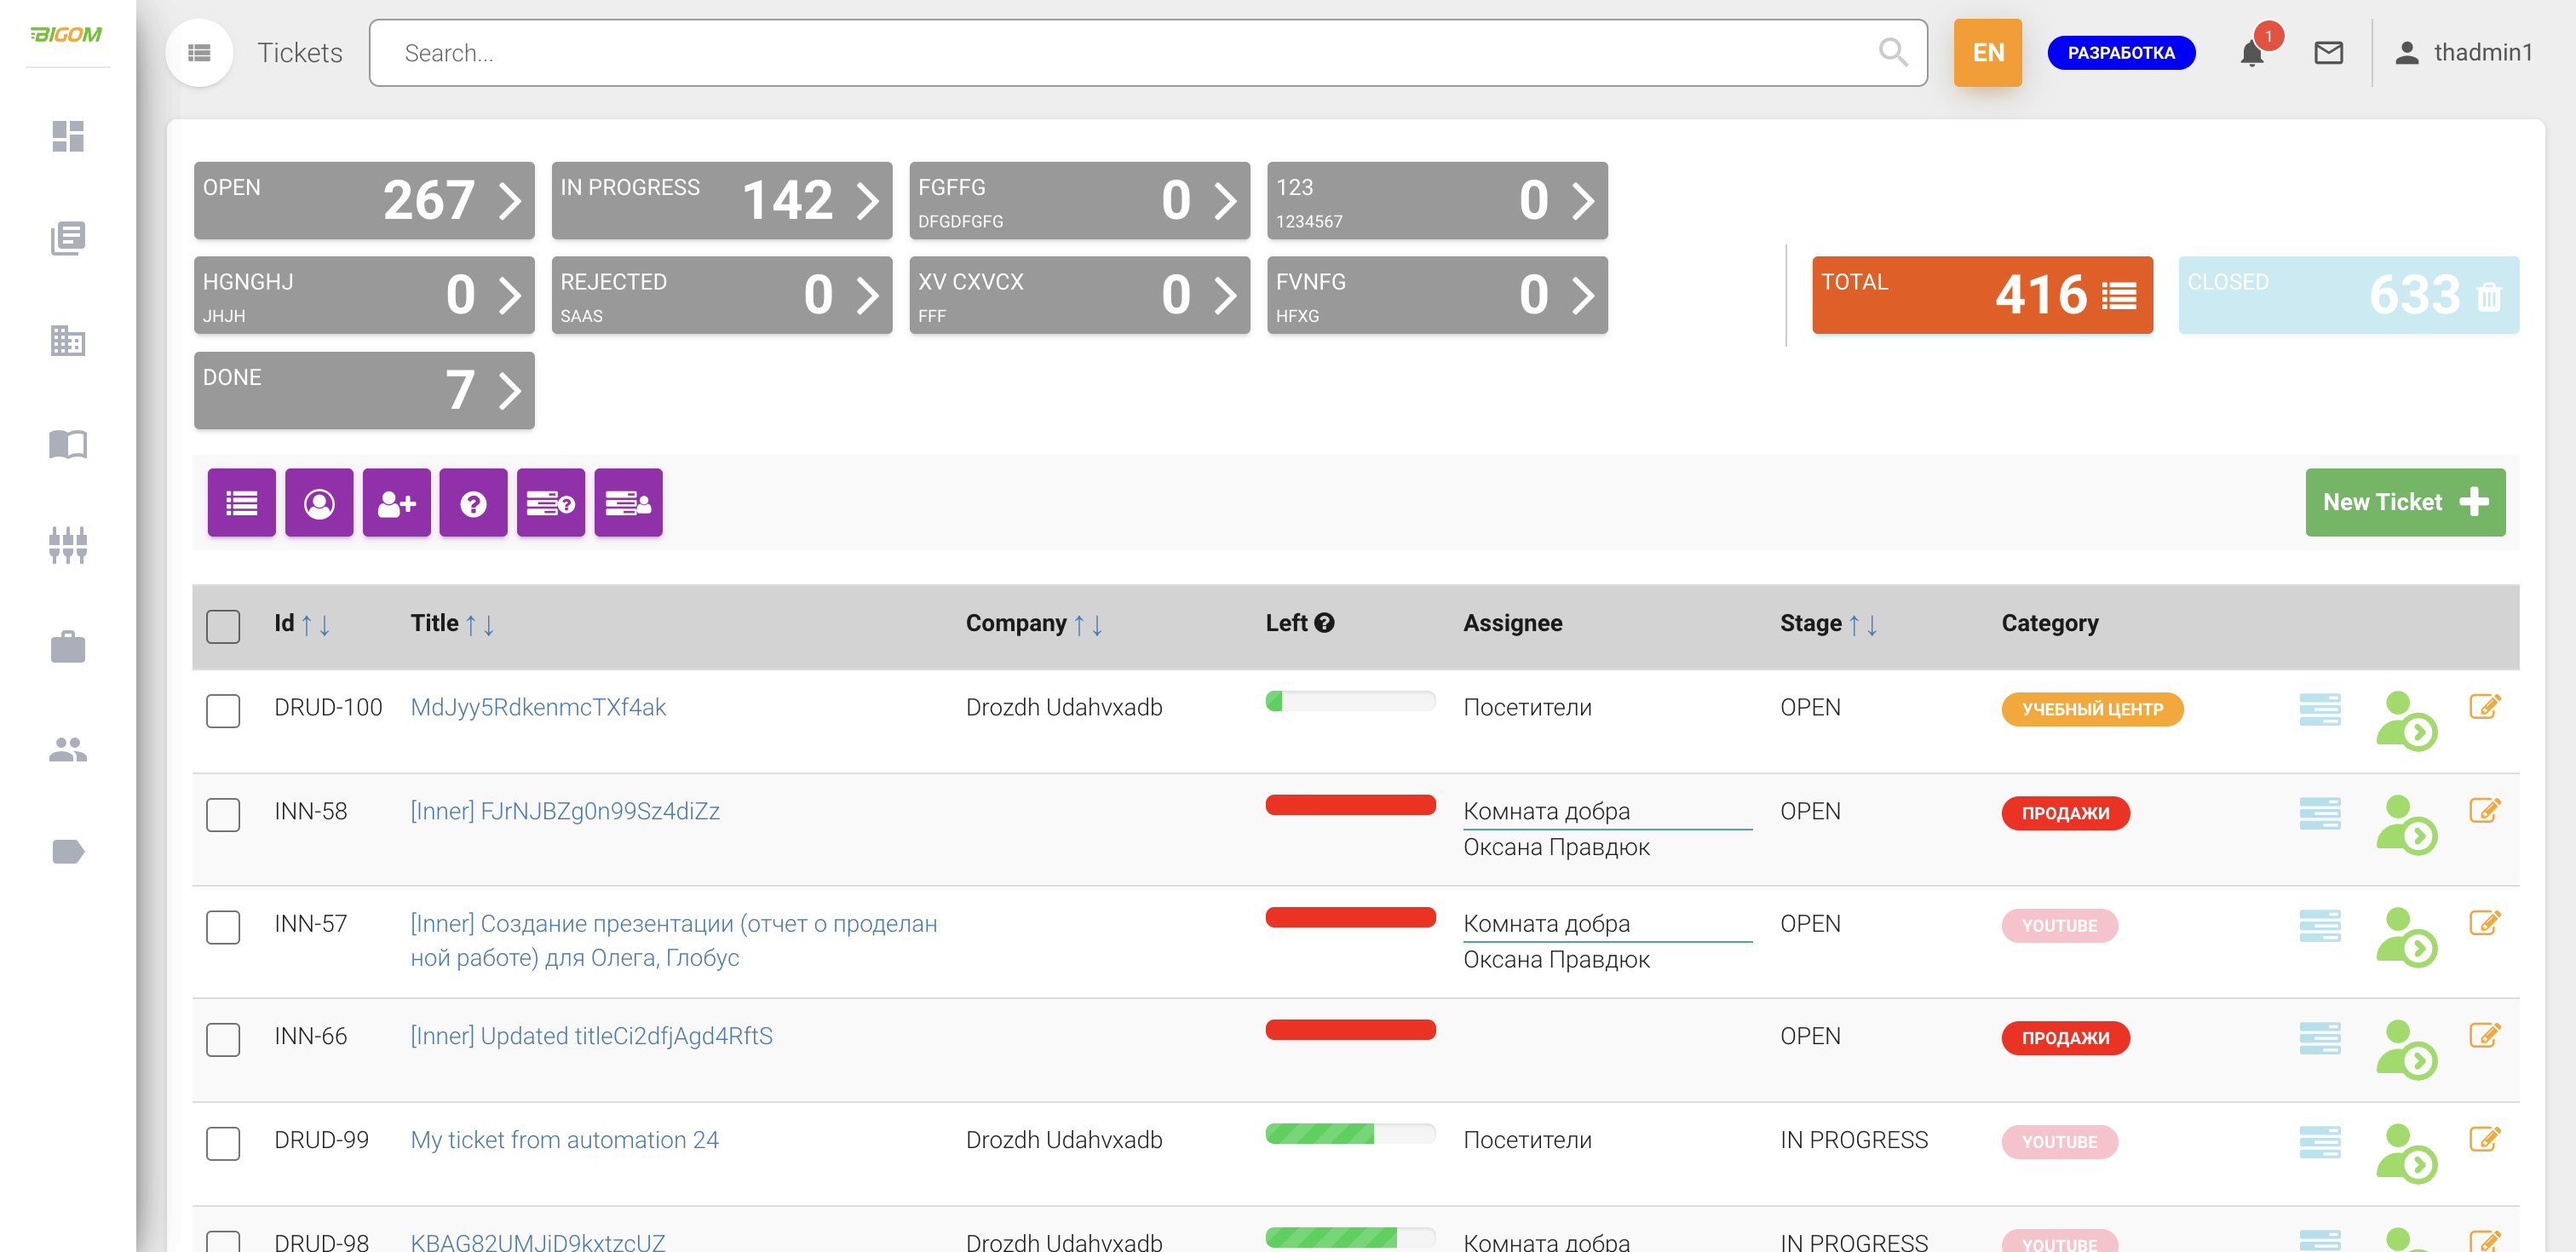 BIGOM
Tickets
Search...
EN
РАЗРАБОТКА
1
thadmin1
OPEN 267
IN PROGRESS 142
FGFFG 0
DFGDFGFG
123 0
1234567
HGNGHJ 0
JHJH
REJECTED 0
SAAS
XV CXVCX 0
FFF
FVNFG 0
HFXG
TOTAL 416
CLOSED 633
DONE 7
New Ticket
Id ↑↓ Title ↑↓ Company ↑↓ Left Assignee Stage ↑↓ Category
DRUD-100 MdJyy5RdkenmcTXf4ak Drozdh Udahvxadb Посетители OPEN УЧЕБНЫЙ ЦЕНТР
INN-58 [Inner] FJrNJBZg0n99Sz4diZz Комната добра OPEN ПРОДАЖИ
Оксана Правдюк
INN-57 [Inner] Создание презентации (отчет о проделан Комната добра OPEN YOUTUBE
ной работе) для Олега, Глобус Оксана Правдюк
INN-66 [Inner] Updated titleCi2dfjAgd4RftS OPEN ПРОДАЖИ
DRUD-99 My ticket from automation 24 Drozdh Udahvxadb Посетители IN PROGRESS YOUTUBE
DRUD-98 KBAG82UMJiD9kxtzcUZ Drozdh Udahvxadb Комната добра IN PROGRESS YOUTUBE